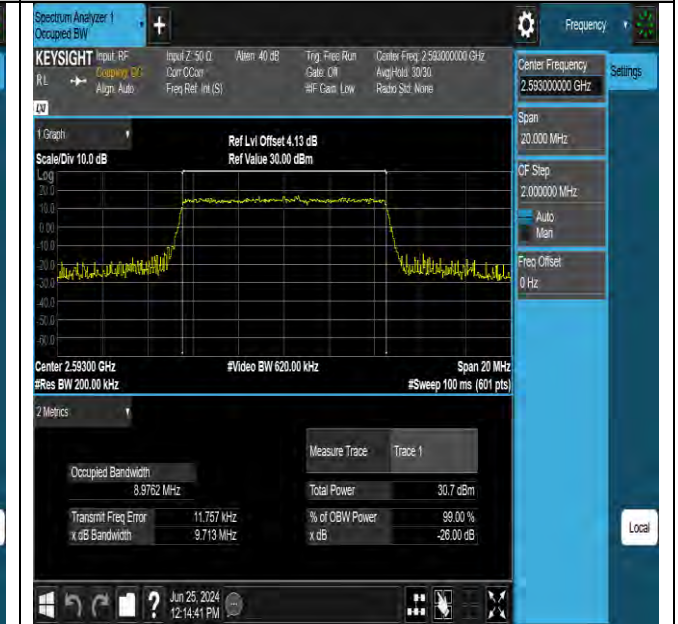 Spectrum Analyzer 1
Occupied BW
+
Frequency
KEYSIGHT Input: RF Input Z: 50 Ω Atten: 40 dB Trig: Free Run Center Freq: 2.593000000 GHz
RL Coupling: DC Corr CCorr Gate: Off Avg|Hold: 30/30
Align: Auto Freq Ref: Int (S) #IF Gain: Low Radio Std: None
LXI
Center Frequency
2.593000000 GHz
Settings
Span
20.000 MHz
CF Step
2.000000 MHz
Auto
Man
Freq Offset
0 Hz
1 Graph
Ref Lvl Offset 4.13 dB
Scale/Div 10.0 dB Ref Value 30.00 dBm
Log
20.0
10.0
0.00
-10.0
-20.0
-30.0
-40.0
-50.0
-60.0
Center 2.59300 GHz #Video BW 620.00 kHz Span 20 MHz
#Res BW 200.00 kHz #Sweep 100 ms (601 pts)
2 Metrics
Measure Trace Trace 1
Occupied Bandwidth
8.9762 MHz Total Power 30.7 dBm
Transmit Freq Error 11.757 kHz % of OBW Power 99.00 %
x dB Bandwidth 9.713 MHz x dB -26.00 dB
Local
? Jun 25, 2024
12:14:41 PM